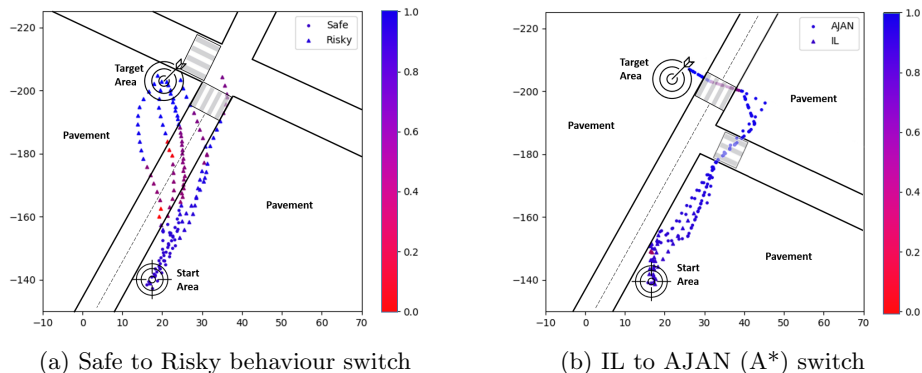 −220
−200
−180
−160
−140
−10 0 10 20 30 40 50 60 70
Safe
Risky
Target
Area
Pavement
Pavement
Start
Area
1.0
0.8
0.6
0.4
0.2
0.0
(a) Safe to Risky behaviour switch
−220
−200
−180
−160
−140
−10 0 10 20 30 40 50 60 70
AJAN
IL
Target
Area
Pavement
Pavement
Pavement
Start
Area
1.0
0.8
0.6
0.4
0.2
0.0
(b) IL to AJAN (A*) switch